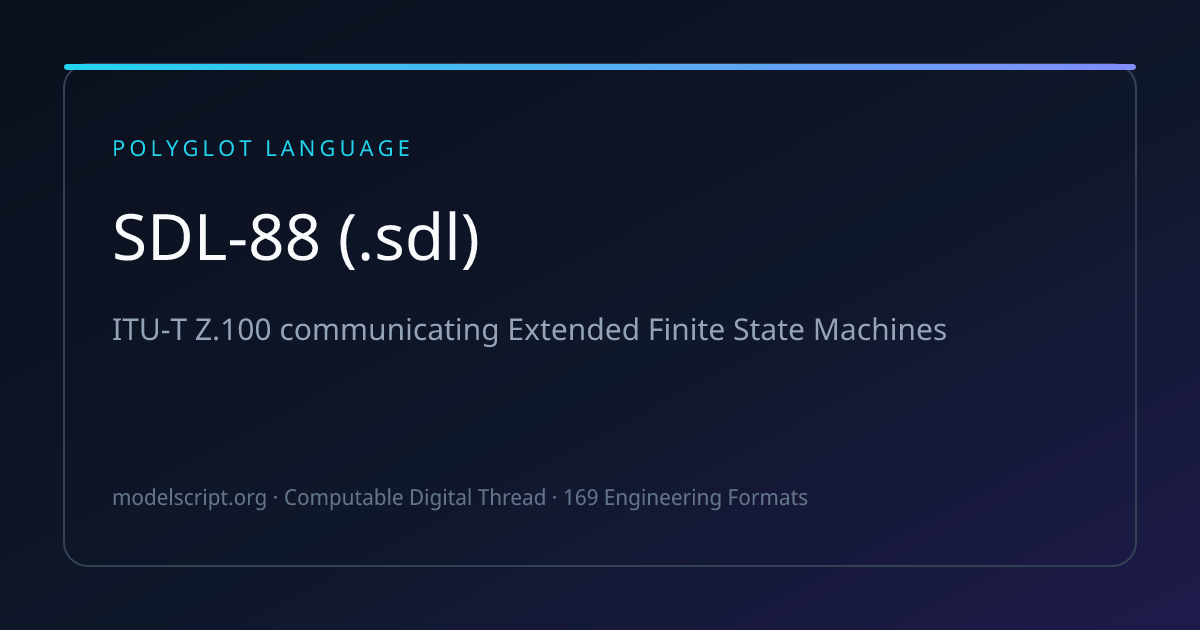 POLYGLOT LANGUAGE
SDL-88 (.sdl)
ITU-T Z.100 communicating Extended Finite State Machines
modelscript.org · Computable Digital Thread · 169 Engineering Formats